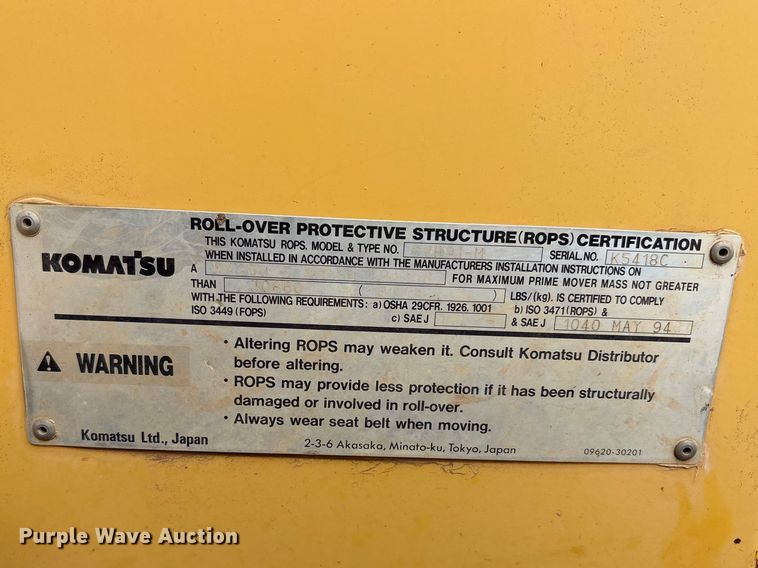 ROLL-OVER PROTECTIVE STRUCTURE(ROPS) CERTIFICATION
KOMATSU
THIS KOMATSU ROPS. MODEL & TYPE NO. SERIAL.NO. K5418C
WHEN INSTALLED IN ACCORDANCE WITH THE MANUFACTURERS INSTALLATION INSTRUCTIONS ON
A FOR MAXIMUM PRIME MOVER MASS NOT GREATER
THAN ( ) LBS/(kg). IS CERTIFIED TO COMPLY
WITH THE FOLLOWING REQUIREMENTS: a) OSHA 29CFR. 1926. 1001 b) ISO 3471(ROPS) &
ISO 3449(FOPS) c) SAE J & SAE J 1040 MAY 94
WARNING
• Altering ROPS may weaken it. Consult Komatsu Distributor
before altering.
• ROPS may provide less protection if it has been structurally
damaged or involved in roll-over.
• Always wear seat belt when moving.
Komatsu Ltd., Japan
2-3-6 Akasaka, Minato-ku, Tokyo, Japan
09620-30201
Purple Wave Auction